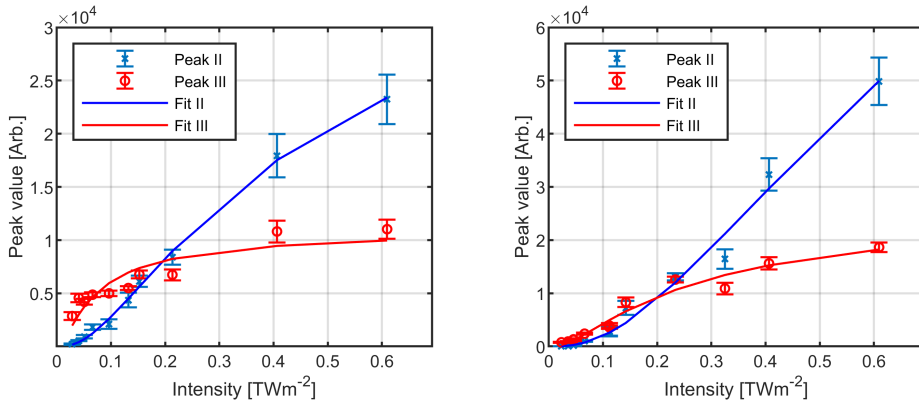 ×10⁴
3
2.5
2
1.5
1
0.5
0
0.1
0.2
0.3
0.4
0.5
0.6
Peak value [Arb.]
Intensity [TWm⁻²]
Peak II
Peak III
Fit II
Fit III
×10⁴
6
5
4
3
2
1
0
0
0.1
0.2
0.3
0.4
0.5
0.6
Peak value [Arb.]
Intensity [TWm⁻²]
Peak II
Peak III
Fit II
Fit III